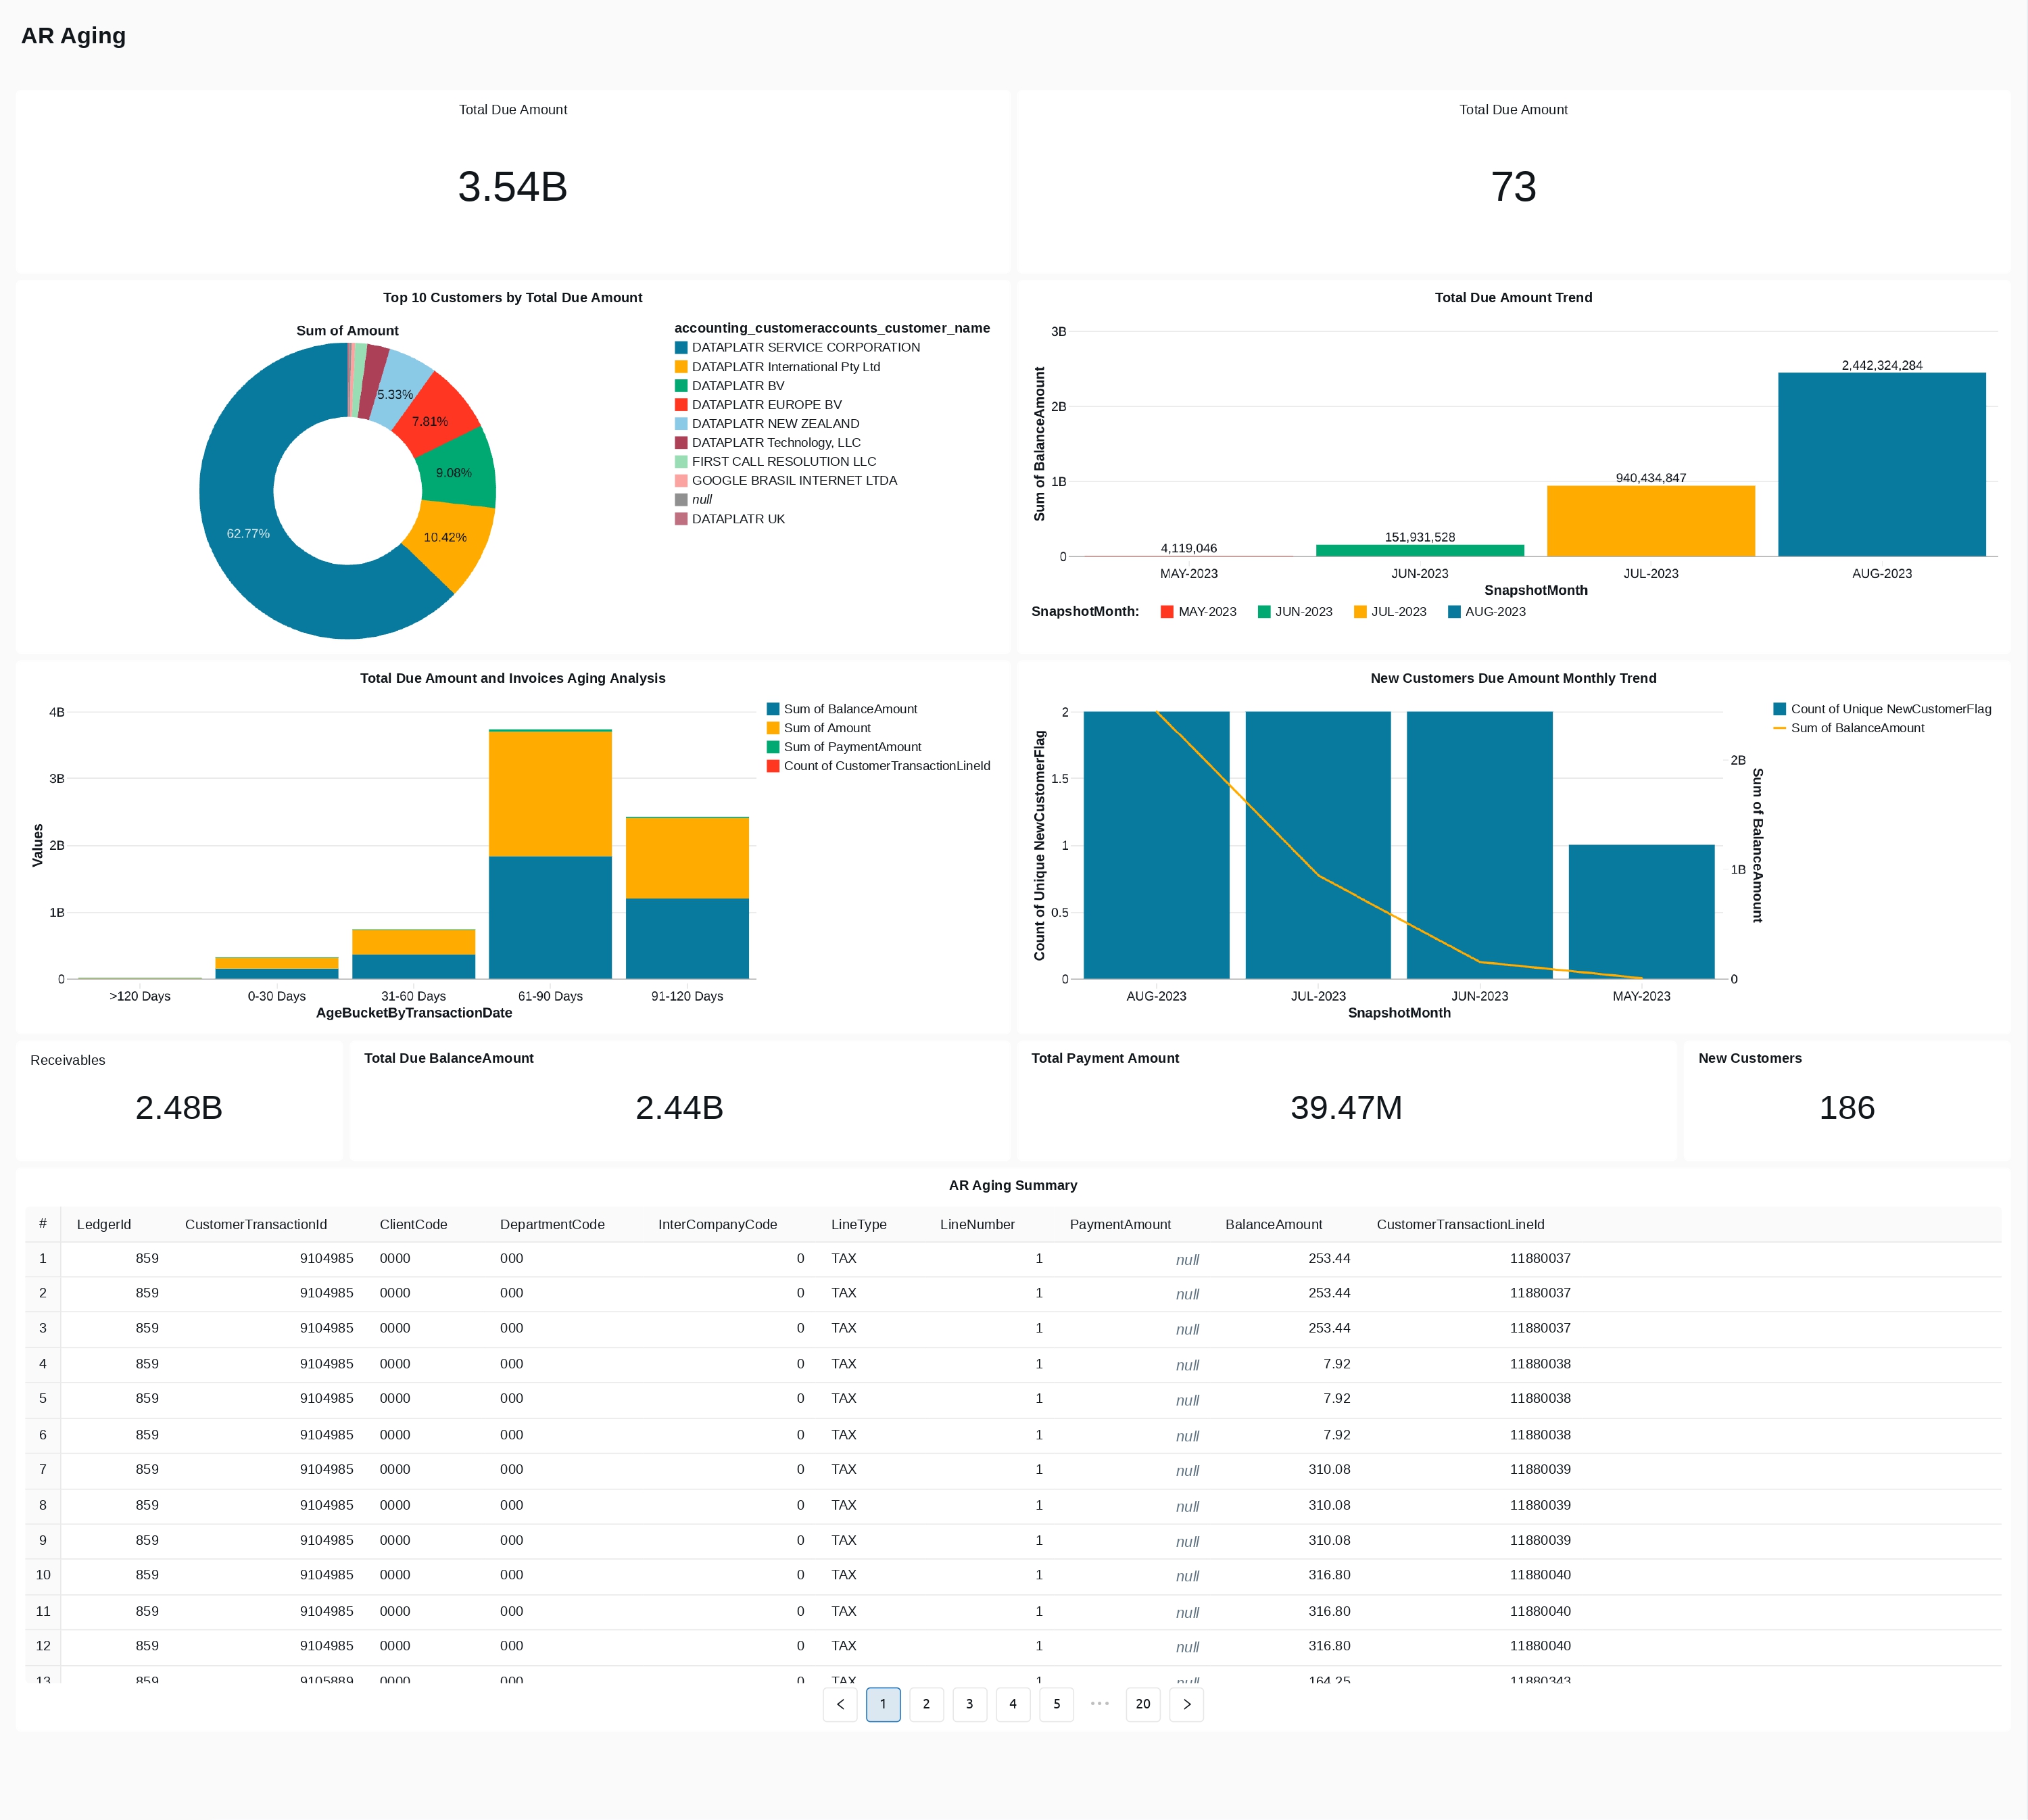 AR Aging
Total Due Amount
3.54B
Total Due Amount
73
Top 10 Customers by Total Due Amount
Sum of Amount
5.33%
7.81%
9.08%
10.42%
62.77%
accounting_customeraccounts_customer_name
DATAPLATR SERVICE CORPORATION
DATAPLATR International Pty Ltd
DATAPLATR BV
DATAPLATR EUROPE BV
DATAPLATR NEW ZEALAND
DATAPLATR Technology, LLC
FIRST CALL RESOLUTION LLC
GOOGLE BRASIL INTERNET LTDA
null
DATAPLATR UK
Total Due Amount Trend
Sum of BalanceAmount
3B
2B
1B
0
4,119,046
151,931,528
940,434,847
2,442,324,284
MAY-2023 JUN-2023 JUL-2023 AUG-2023
SnapshotMonth
SnapshotMonth: MAY-2023 JUN-2023 JUL-2023 AUG-2023
Total Due Amount and Invoices Aging Analysis
Values
4B
3B
2B
1B
0
>120 Days 0-30 Days 31-60 Days 61-90 Days 91-120 Days
AgeBucketByTransactionDate
Sum of BalanceAmount
Sum of Amount
Sum of PaymentAmount
Count of CustomerTransactionLineId
New Customers Due Amount Monthly Trend
Count of Unique NewCustomerFlag
2
1.5
1
0.5
0
AUG-2023 JUL-2023 JUN-2023 MAY-2023
SnapshotMonth
2B
1B
0
Sum of BalanceAmount
Count of Unique NewCustomerFlag
Sum of BalanceAmount
Receivables
2.48B
Total Due BalanceAmount
2.44B
Total Payment Amount
39.47M
New Customers
186
AR Aging Summary
# LedgerId CustomerTransactionId ClientCode DepartmentCode InterCompanyCode LineType LineNumber PaymentAmount BalanceAmount CustomerTransactionLineId
1 859 9104985 0000 000 0 TAX 1 null 253.44 11880037
2 859 9104985 0000 000 0 TAX 1 null 253.44 11880037
3 859 9104985 0000 000 0 TAX 1 null 253.44 11880037
4 859 9104985 0000 000 0 TAX 1 null 7.92 11880038
5 859 9104985 0000 000 0 TAX 1 null 7.92 11880038
6 859 9104985 0000 000 0 TAX 1 null 7.92 11880038
7 859 9104985 0000 000 0 TAX 1 null 310.08 11880039
8 859 9104985 0000 000 0 TAX 1 null 310.08 11880039
9 859 9104985 0000 000 0 TAX 1 null 310.08 11880039
10 859 9104985 0000 000 0 TAX 1 null 316.80 11880040
11 859 9104985 0000 000 0 TAX 1 null 316.80 11880040
12 859 9104985 0000 000 0 TAX 1 null 316.80 11880040
13 859 9105889 0000 000 0 TAX 1 null 164.25 11880343
< 1 2 3 4 5 ••• 20 >